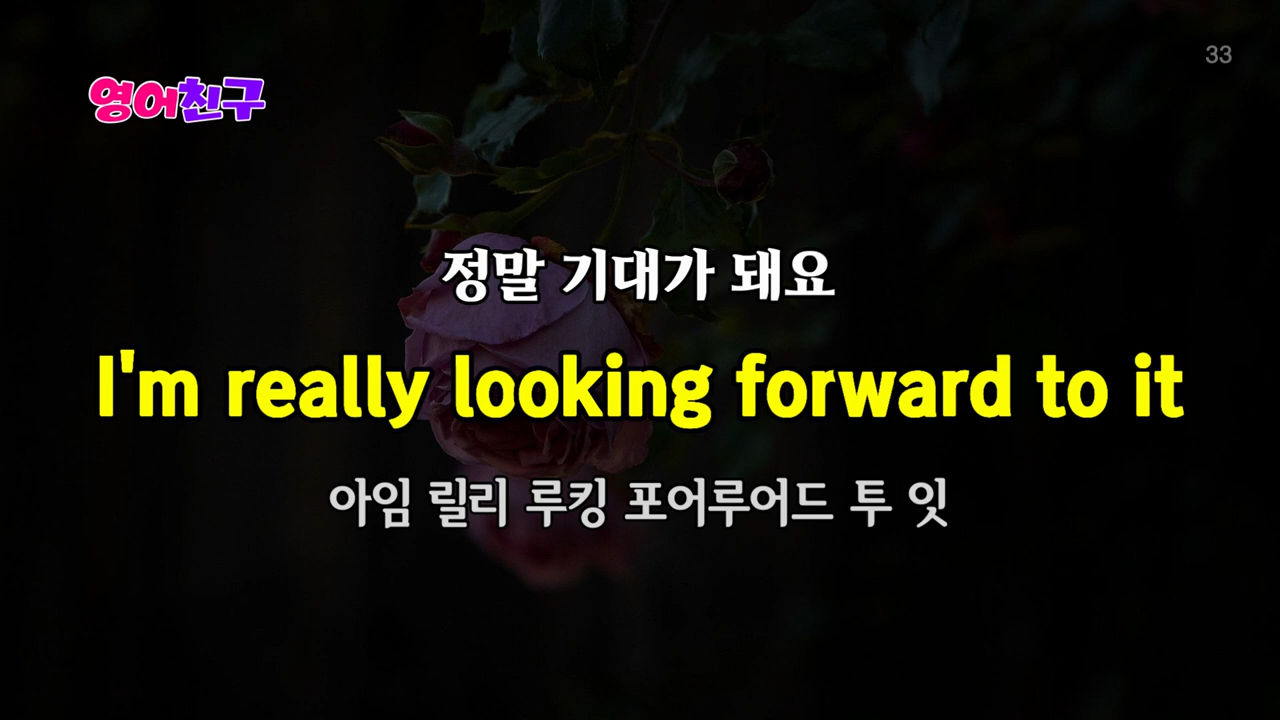 33
영어친구
정말 기대가 돼요
I'm really looking forward to it
아임 릴리 루킹 포어루어드 투 잇